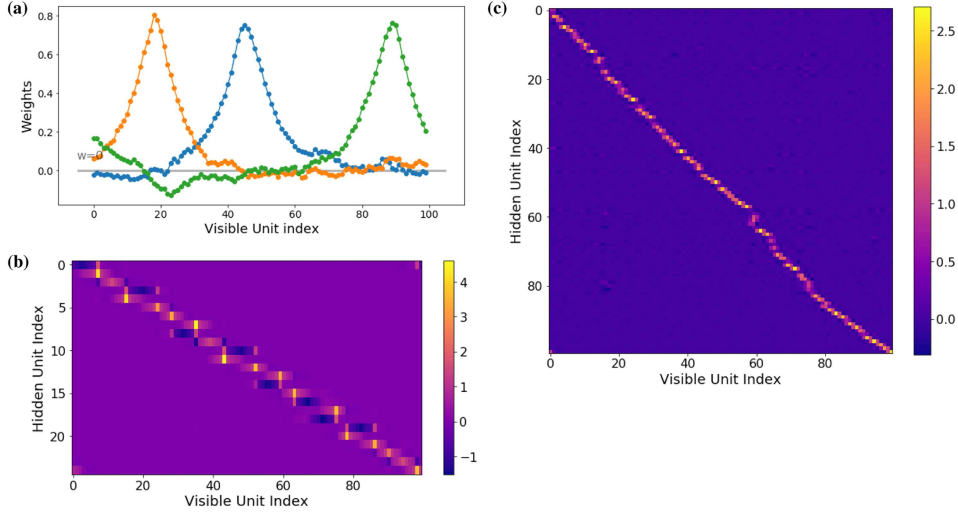 (a)
0.8
0.6
0.4
0.2
0.0
Weights
w=0
0 20 40 60 80 100
Visible Unit index
(b)
0
5
10
15
20
Hidden Unit Index
0 20 40 60 80
Visible Unit Index
4
3
2
1
0
−1
(c)
0
20
40
60
80
Hidden Unit Index
0 20 40 60 80
Visible Unit Index
2.5
2.0
1.5
1.0
0.5
0.0